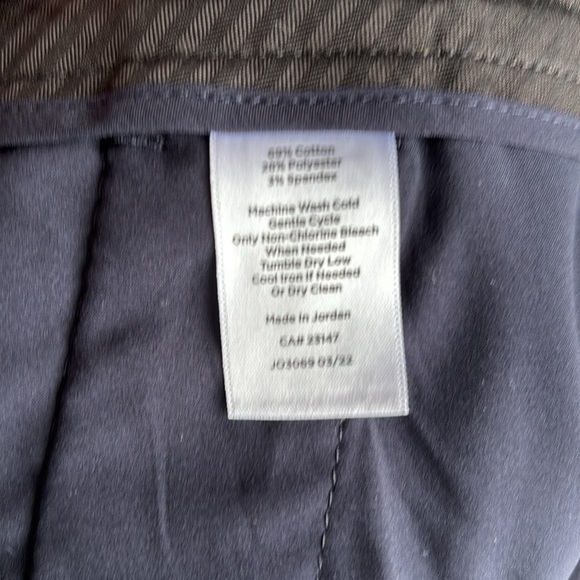 69% Cotton
28% Polyester
3% Spandex
Machine Wash Cold
Gentle Cycle
Only Non-Chlorine Bleach
When Needed
Tumble Dry Low
Cool Iron If Needed
Or Dry Clean
Made In Jordan
CA# 23147
JO3069 03/22